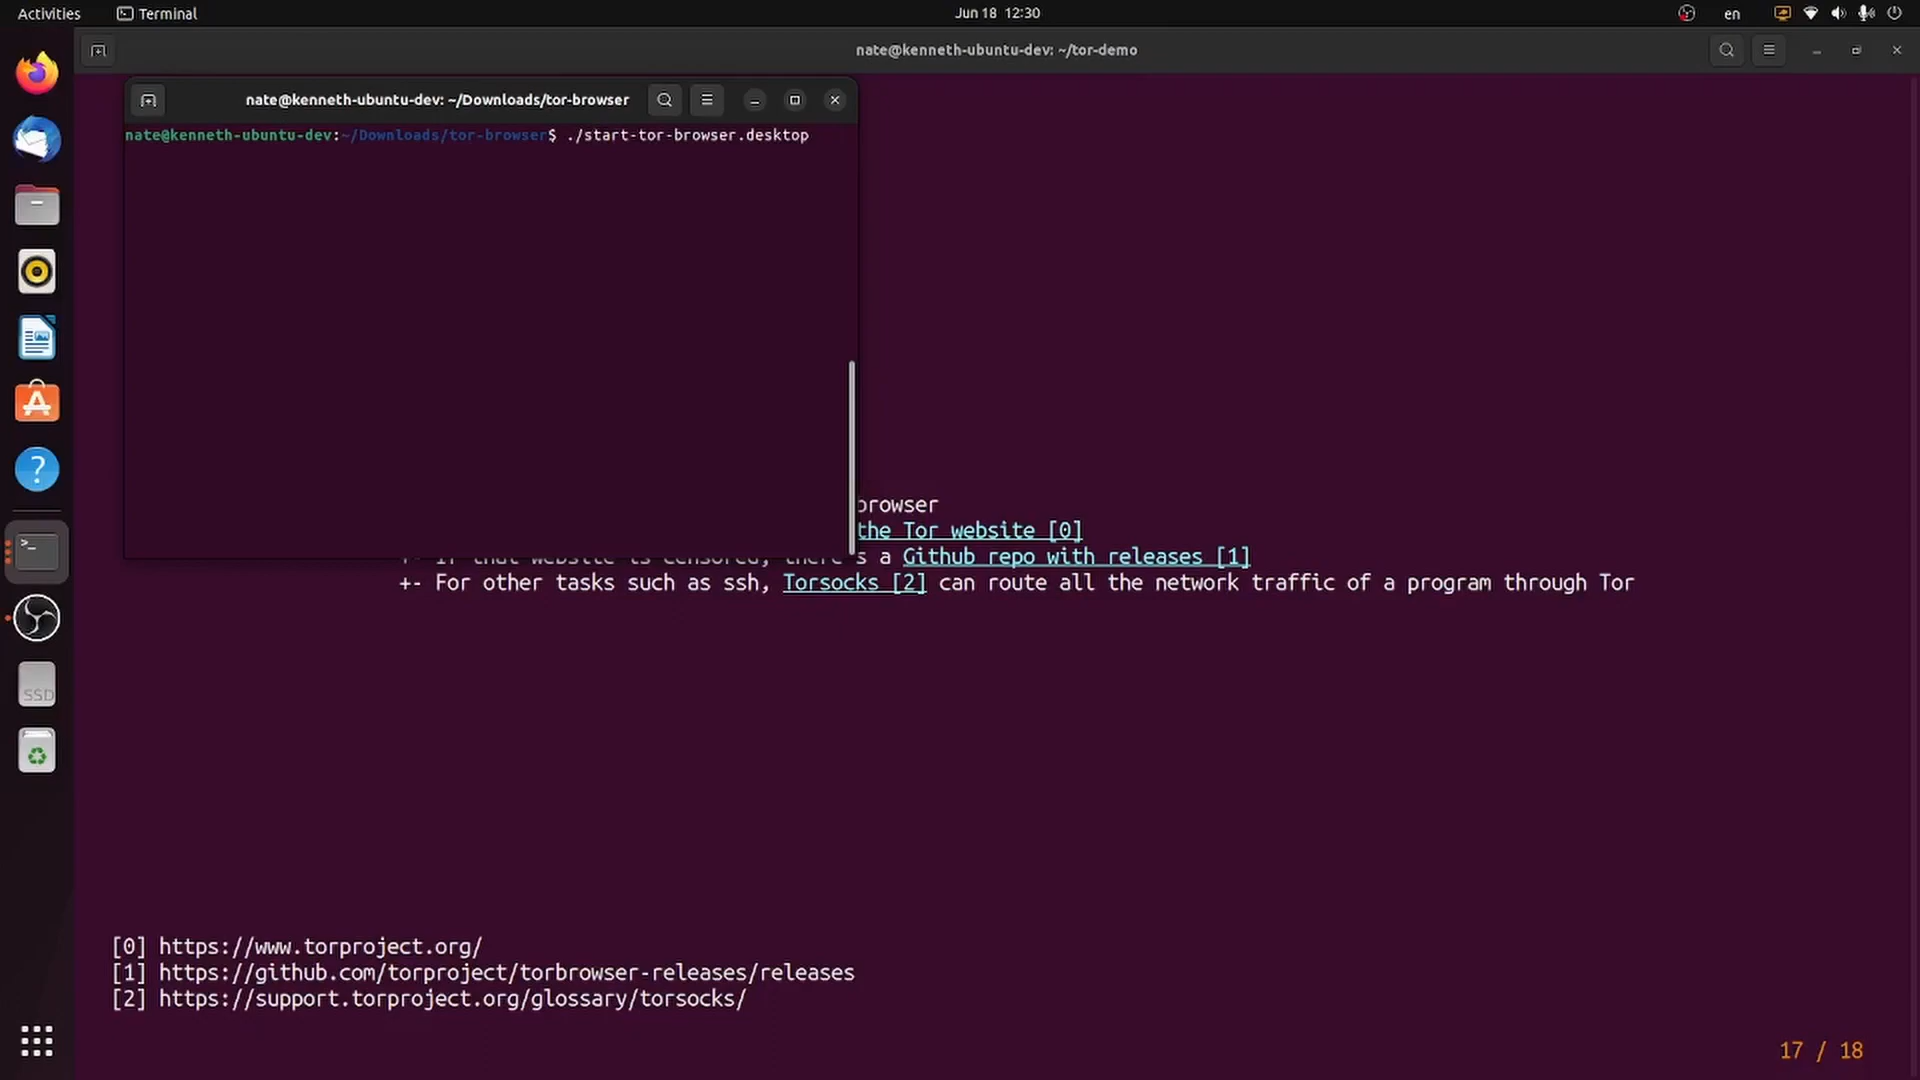 Activities
Terminal
Jun 18 12:30
en
nate@kenneth-ubuntu-dev: ~/tor-demo
nate@kenneth-ubuntu-dev: ~/Downloads/tor-browser
nate@kenneth-ubuntu-dev:~/Downloads/tor-browser$ ./start-tor-browser.desktop
browser
the Tor website [0]
+- If that website is censored, there's a Github repo with releases [1]
+- For other tasks such as ssh, Torsocks [2] can route all the network traffic of a program through Tor
SSD
[0] https://www.torproject.org/
[1] https://github.com/torproject/torbrowser-releases/releases
[2] https://support.torproject.org/glossary/torsocks/
17 / 18